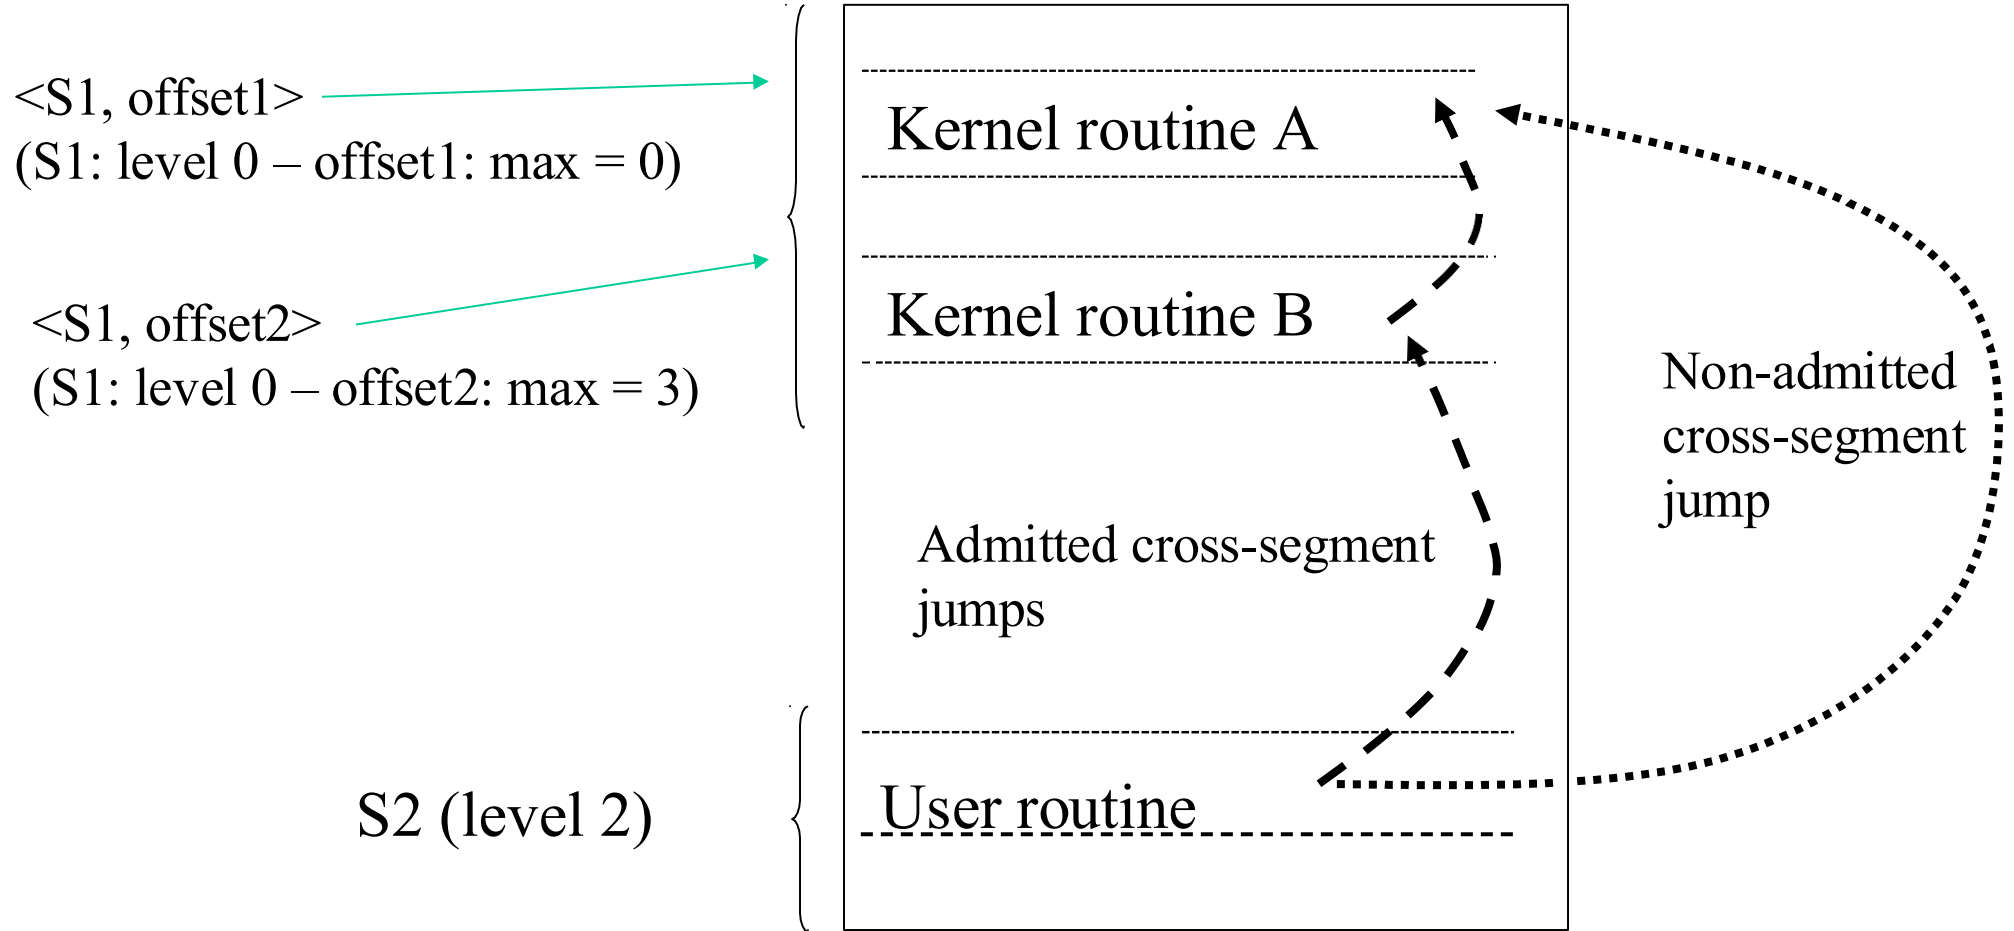 <S1, offset1>
(S1: level 0 – offset1: max = 0)
<S1, offset2>
(S1: level 0 – offset2: max = 3)
Kernel routine A
Kernel routine B
Admitted cross-segment
jumps
Non-admitted
cross-segment
jump
S2 (level 2)
User routine